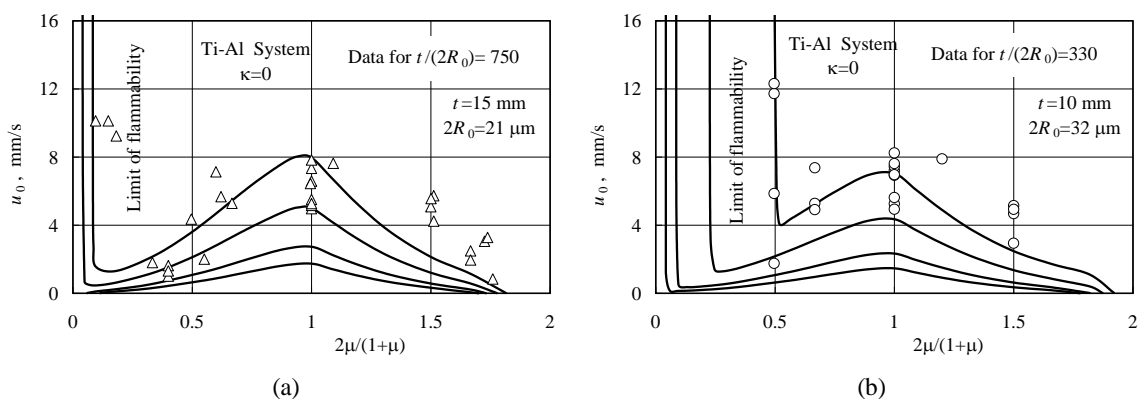 16
12
8
4
0
u₀, mm/s
Limit of flammability
Ti-Al System
κ=0
Data for t/(2R₀)= 750
t=15 mm
2R₀=21 μm
0
0.5
1
1.5
2
2μ/(1+μ)
(a)
16
12
8
4
0
u₀, mm/s
Limit of flammability
Ti-Al System
κ=0
Data for t/(2R₀)=330
t=10 mm
2R₀=32 μm
0
0.5
1
1.5
2
2μ/(1+μ)
(b)